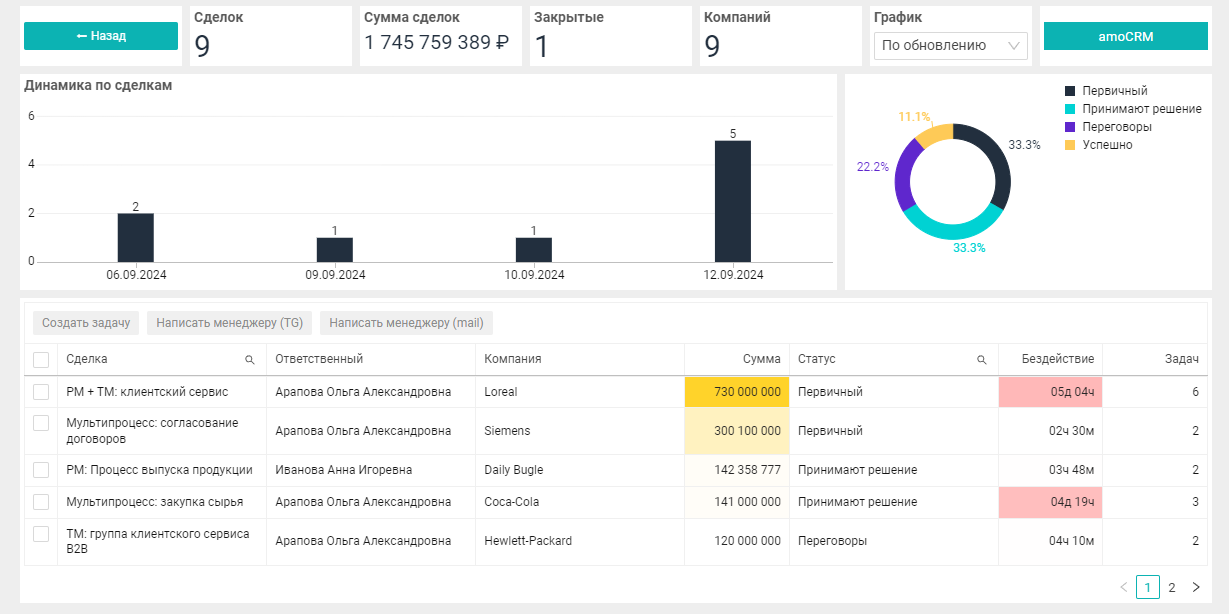 ← Назад
Сделок
9
Сумма сделок
1 745 759 389 ₽
Закрытые
1
Компаний
9
График
По обновлению
amoCRM
Динамика по сделкам
6
4
2
0
2
1
1
5
06.09.2024
09.09.2024
10.09.2024
12.09.2024
11.1%
33.3%
22.2%
33.3%
Первичный
Принимают решение
Переговоры
Успешно
Создать задачу Написать менеджеру (TG) Написать менеджеру (mail)
Сделка Ответственный Компания Сумма Статус Бездействие Задач
PM + TM: клиентский сервис Арапова Ольга Александровна Loreal 730 000 000 Первичный 05д 04ч 6
Мультипроцесс: согласование
договоров Арапова Ольга Александровна Siemens 300 100 000 Первичный 02ч 30м 2
PM: Процесс выпуска продукции Иванова Анна Игоревна Daily Bugle 142 358 777 Принимают решение 03ч 48м 2
Мультипроцесс: закупка сырья Арапова Ольга Александровна Coca-Cola 141 000 000 Принимают решение 04д 19ч 3
ТМ: группа клиентского сервиса
B2B Арапова Ольга Александровна Hewlett-Packard 120 000 000 Переговоры 04ч 10м 2
< 1 2 >